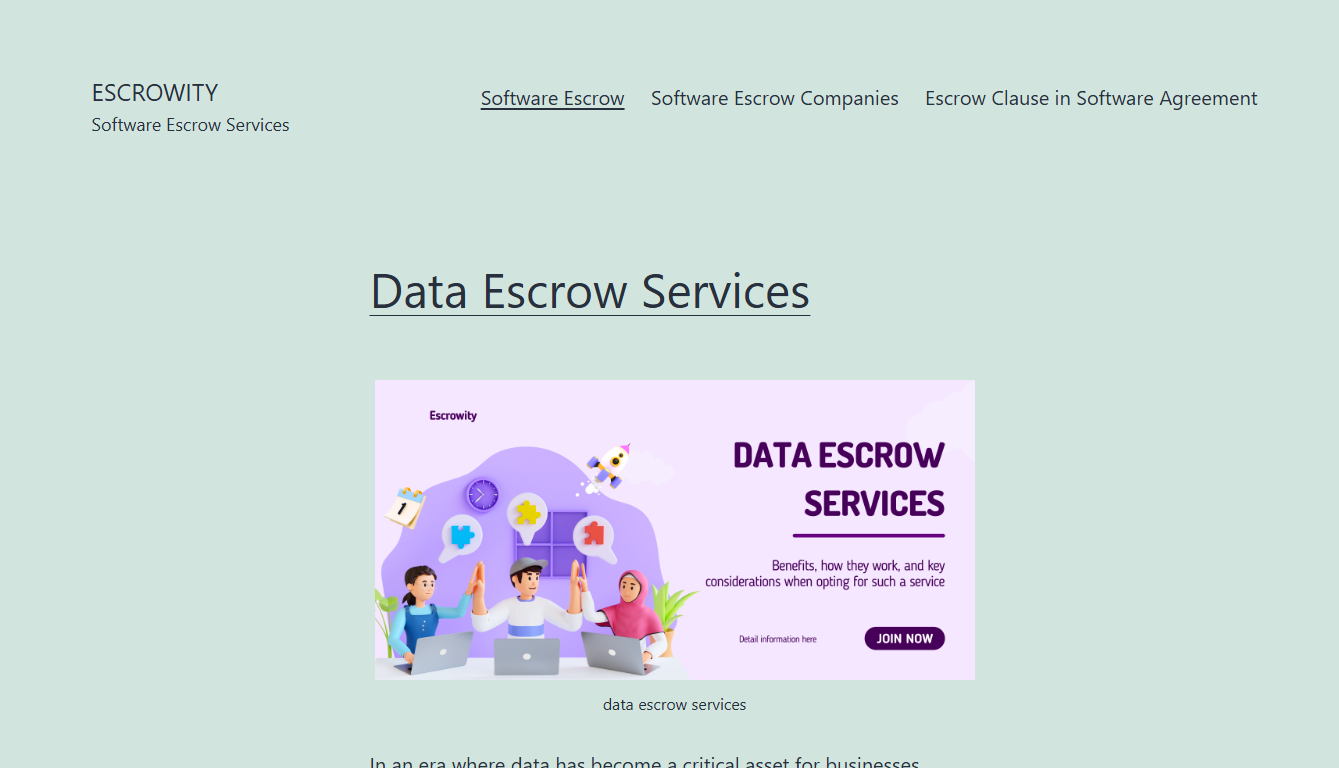 ESCROWITY
Software Escrow Services
Software Escrow
Software Escrow Companies
Escrow Clause in Software Agreement
Data Escrow Services
Escrowity
1
DATA ESCROW
SERVICES
Benefits, how they work, and key
considerations when opting for such a service
Detail information here
JOIN NOW
data escrow services
In an era where data has become a critical asset for businesses